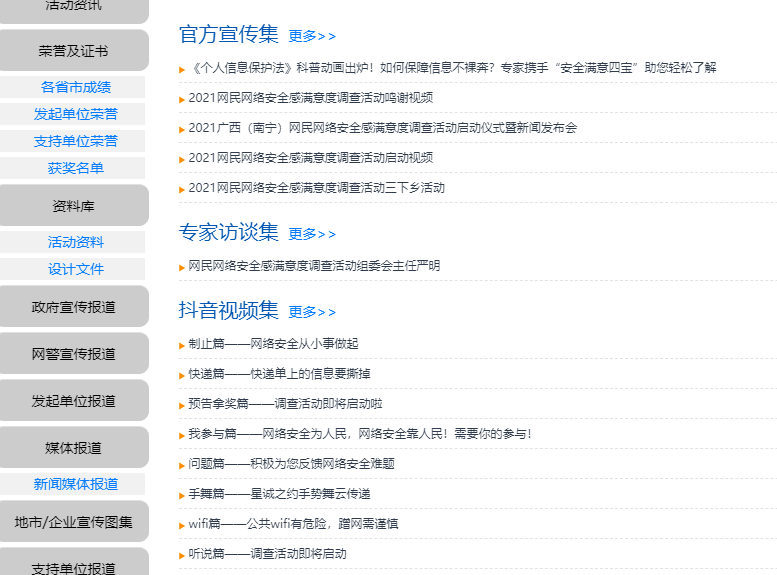 活动资讯
荣誉及证书
各省市成绩
发起单位荣誉
支持单位荣誉
获奖名单
资料库
活动资料
设计文件
政府宣传报道
网警宣传报道
发起单位报道
媒体报道
新闻媒体报道
地市/企业宣传图集
支持单位报道
官方宣传集 更多>>
《个人信息保护法》科普动画出炉！如何保障信息不裸奔？专家携手“安全满意四宝”助您轻松了解
2021网民网络安全感满意度调查活动鸣谢视频
2021广西（南宁）网民网络安全感满意度调查活动启动仪式暨新闻发布会
2021网民网络安全感满意度调查活动启动视频
2021网民网络安全感满意度调查活动三下乡活动
专家访谈集 更多>>
网民网络安全感满意度调查活动组委会主任严明
抖音视频集 更多>>
制止篇——网络安全从小事做起
快递篇——快递单上的信息要撕掉
预告拿奖篇——调查活动即将启动啦
我参与篇——网络安全为人民，网络安全靠人民！需要你的参与！
问题篇——积极为您反馈网络安全难题
手舞篇——星诚之约手势舞云传递
wifi篇——公共wifi有危险，蹭网需谨慎
听说篇——调查活动即将启动